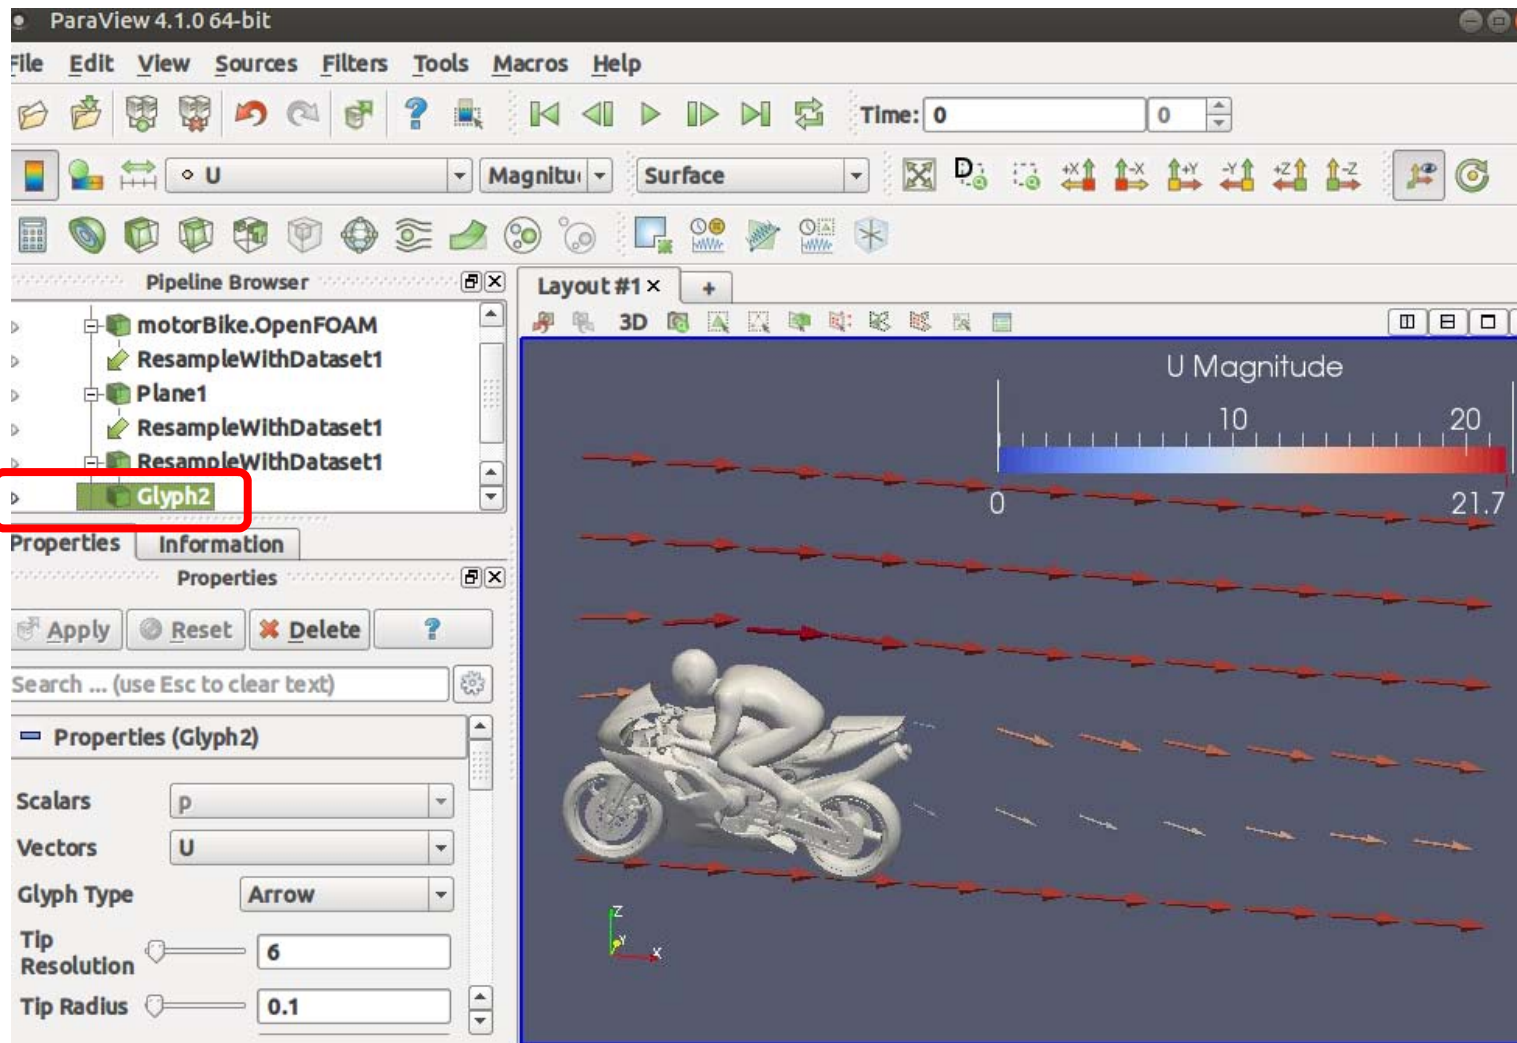 ParaView 4.1.0 64-bit
File Edit View Sources Filters Tools Macros Help
Time: 0 0
U Magnitu Surface
+X -X +Y -Y +Z -Z
Pipeline Browser
Layout #1 × +
motorBike.OpenFOAM
3D
ResampleWithDataset1
Plane1
ResampleWithDataset1
ResampleWithDataset1
Glyph2
Properties Information
Properties
Apply Reset Delete ?
Search ... (use Esc to clear text)
Properties (Glyph2)
Scalars p
Vectors U
Glyph Type Arrow
Tip
Resolution 6
Tip Radius 0.1
U Magnitude
10 20
0 21.7
Z
Y
X